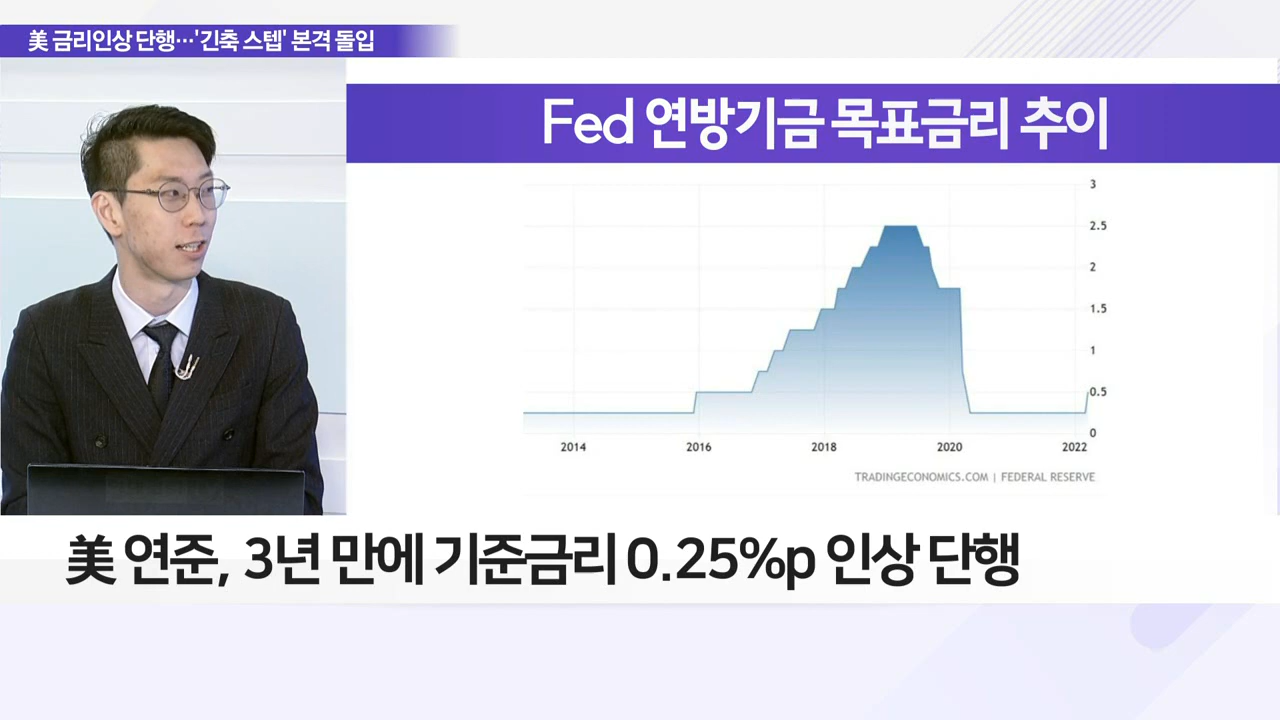 美 금리인상 단행…'긴축 스텝' 본격 돌입
Fed 연방기금 목표금리 추이
3
2.5
2
1.5
1
0.5
0
2014 2016 2018 2020 2022
TRADINGECONOMICS.COM | FEDERAL RESERVE
美 연준, 3년 만에 기준금리 0.25%p 인상 단행